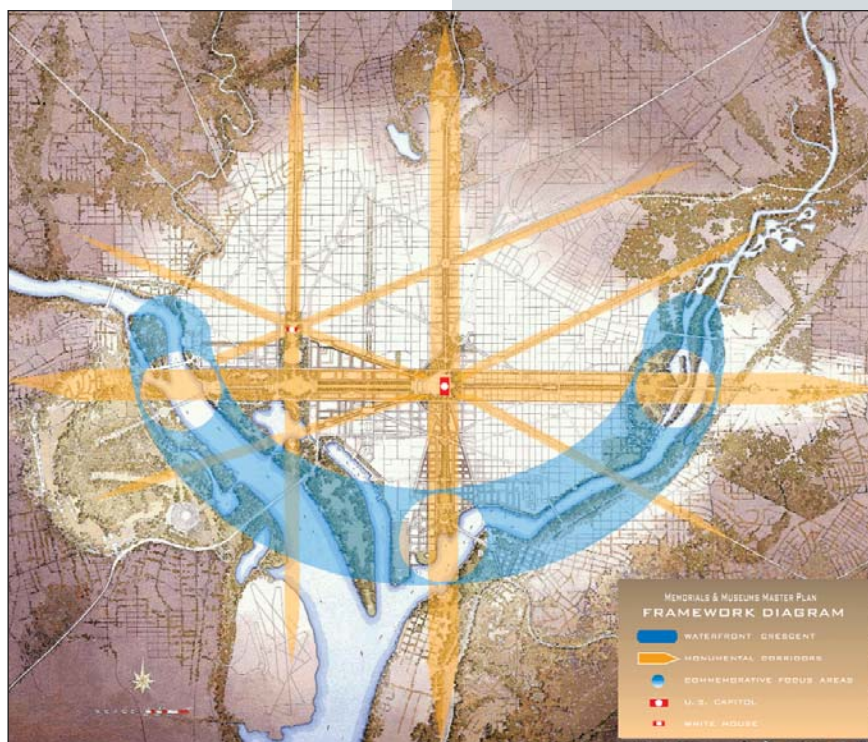 MEMORIALS & MUSEUMS MASTER PLAN
FRAMEWORK DIAGRAM
WATERFRONT CRESCENT
MONUMENTAL CORRIDORS
COMMEMORATIVE FOCUS AREAS
U.S. CAPITOL
WHITE HOUSE